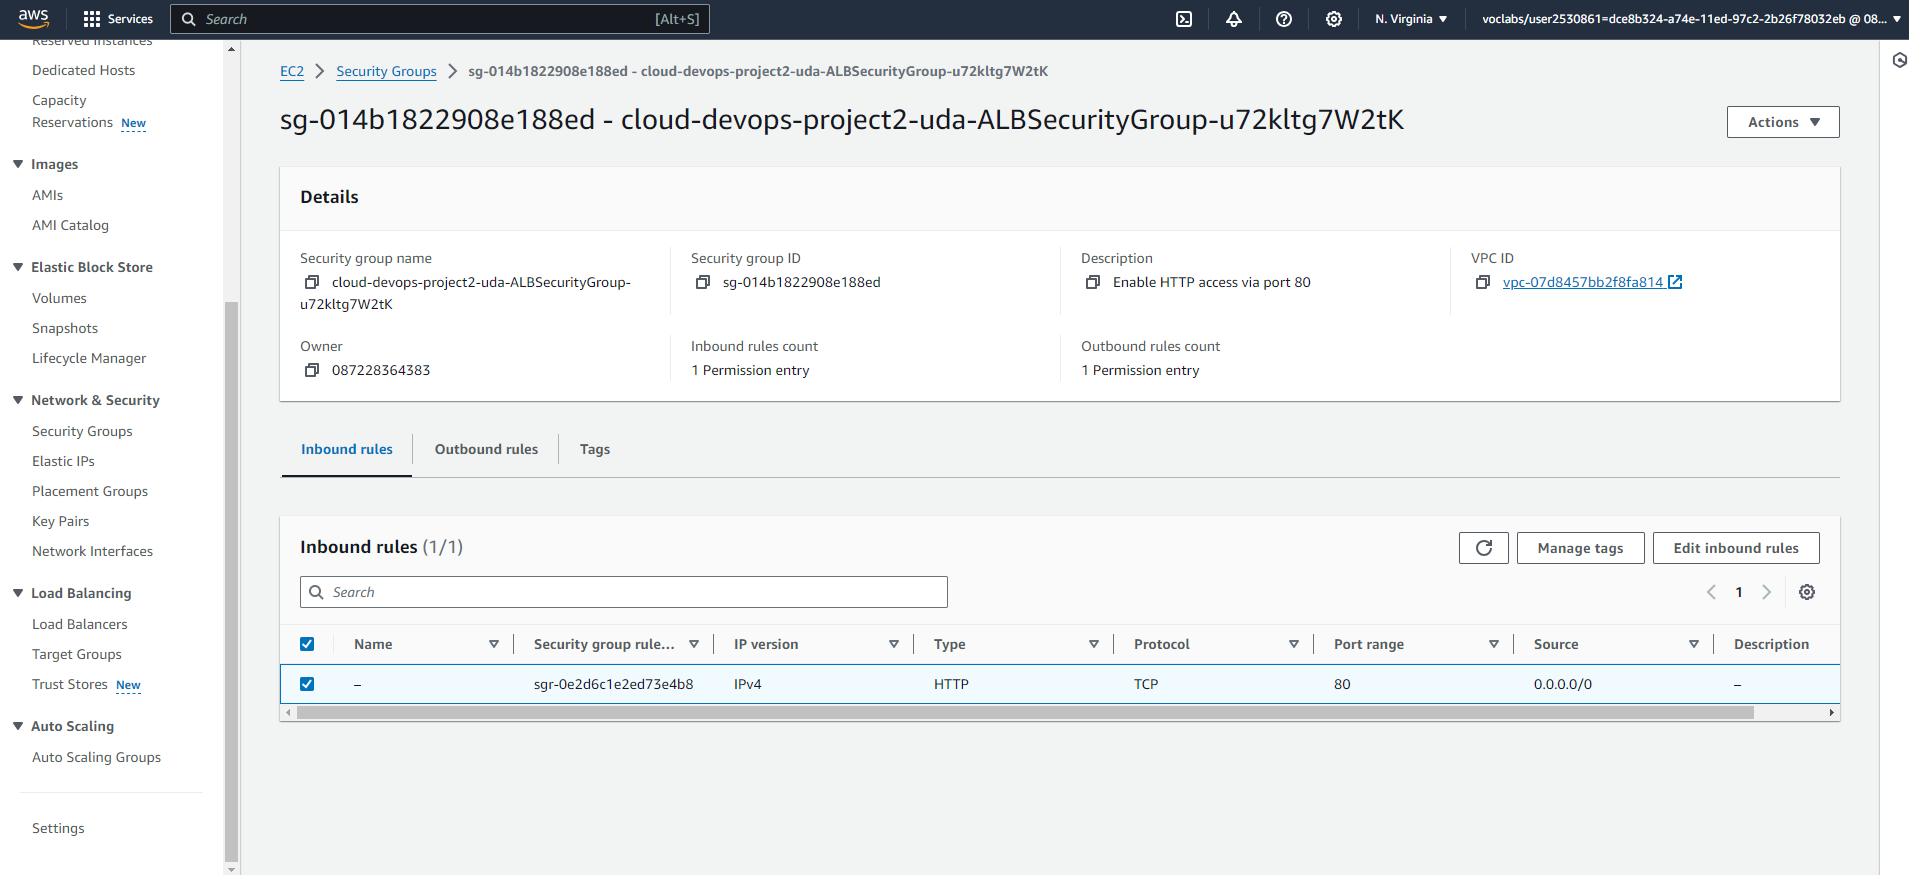 aws
Services
Search
[Alt+S]
N. Virginia
voclabs/user2530861=dce8b324-a74e-11ed-97c2-2b26f78032eb @ 08...
Reserved Instances
Dedicated Hosts
Capacity
Reservations New
Images
AMIs
AMI Catalog
Elastic Block Store
Volumes
Snapshots
Lifecycle Manager
Network & Security
Security Groups
Elastic IPs
Placement Groups
Key Pairs
Network Interfaces
Load Balancing
Load Balancers
Target Groups
Trust Stores New
Auto Scaling
Auto Scaling Groups
Settings
EC2 > Security Groups > sg-014b1822908e188ed - cloud-devops-project2-uda-ALBSecurityGroup-u72kltg7W2tK
sg-014b1822908e188ed - cloud-devops-project2-uda-ALBSecurityGroup-u72kltg7W2tK
Actions
Details
Security group name
cloud-devops-project2-uda-ALBSecurityGroup-
u72kltg7W2tK
Security group ID
sg-014b1822908e188ed
Description
Enable HTTP access via port 80
VPC ID
vpc-07d8457bb2f8fa814
Owner
087228364383
Inbound rules count
1 Permission entry
Outbound rules count
1 Permission entry
Inbound rules
Outbound rules
Tags
Inbound rules (1/1)
Manage tags
Edit inbound rules
Search
1
Name Security group rule... IP version Type Protocol Port range Source Description
– sgr-0e2d6c1e2ed73e4b8 IPv4 HTTP TCP 80 0.0.0.0/0 –